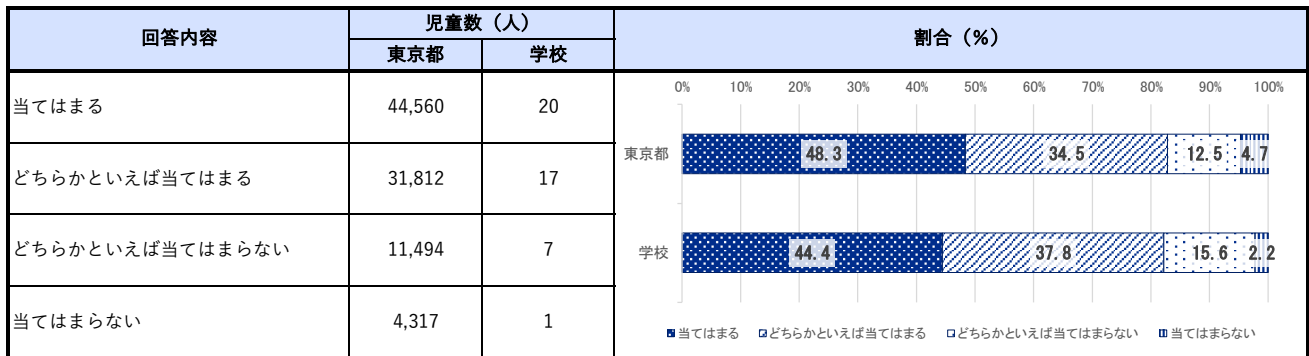 回答内容 児童数（人） 割合（％）
東京都 学校
当てはまる 44,560 20
どちらかといえば当てはまる 31,812 17
どちらかといえば当てはまらない 11,494 7
当てはまらない 4,317 1
0% 10% 20% 30% 40% 50% 60% 70% 80% 90% 100%
東京都 48.3 34.5 12.5 4.7
学校 44.4 37.8 15.6 2.2
当てはまる どちらかといえば当てはまる どちらかといえば当てはまらない 当てはまらない